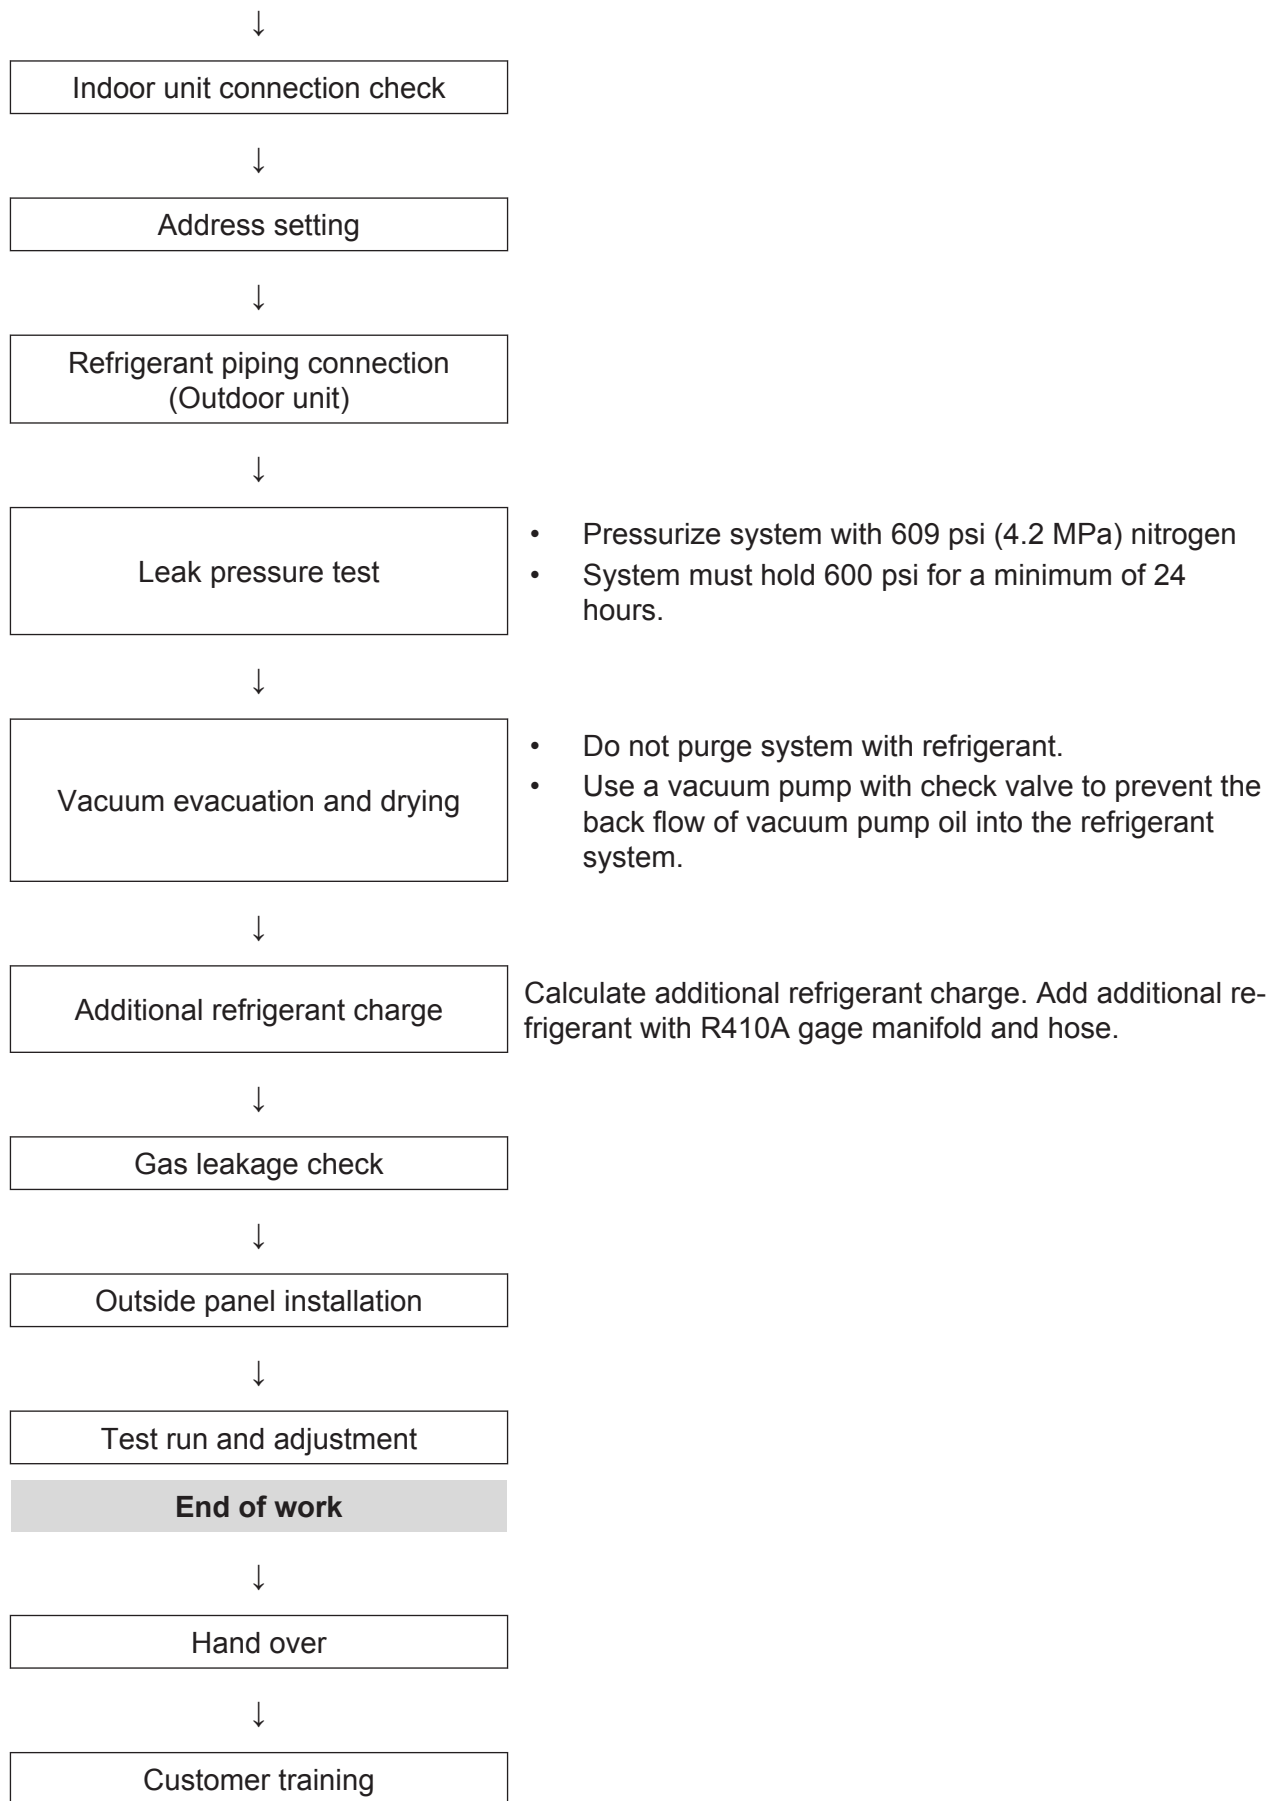 ↓
Indoor unit connection check
↓
Address setting
↓
Refrigerant piping connection
(Outdoor unit)
↓
Leak pressure test
• Pressurize system with 609 psi (4.2 MPa) nitrogen
• System must hold 600 psi for a minimum of 24
hours.
↓
Vacuum evacuation and drying
• Do not purge system with refrigerant.
• Use a vacuum pump with check valve to prevent the
back flow of vacuum pump oil into the refrigerant
system.
↓
Additional refrigerant charge
Calculate additional refrigerant charge. Add additional re-
frigerant with R410A gage manifold and hose.
↓
Gas leakage check
↓
Outside panel installation
↓
Test run and adjustment
End of work
↓
Hand over
↓
Customer training